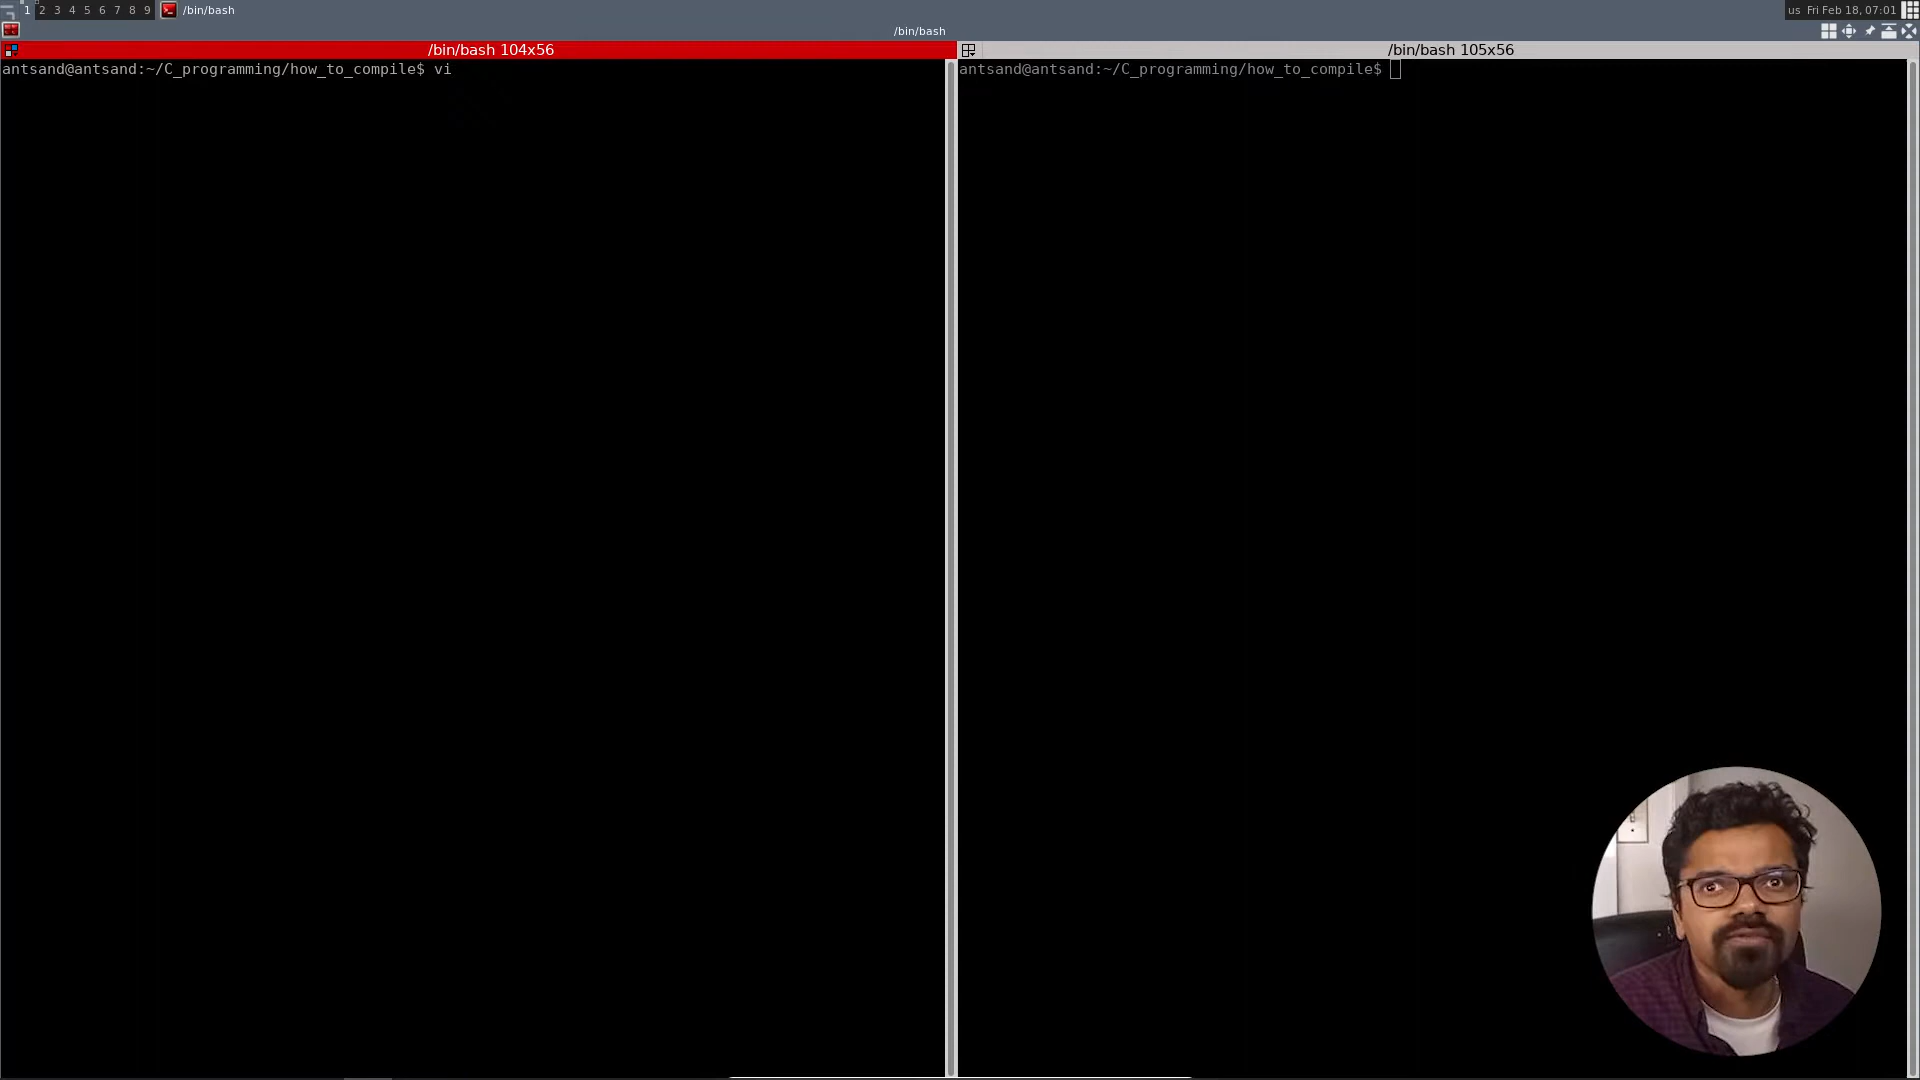 1 2 3 4 5 6 7 8 9 /bin/bash
us Fri Feb 18, 07:01
/bin/bash
/bin/bash 104x56
antsand@antsand:~/C_programming/how_to_compile$ vi
/bin/bash 105x56
antsand@antsand:~/C_programming/how_to_compile$